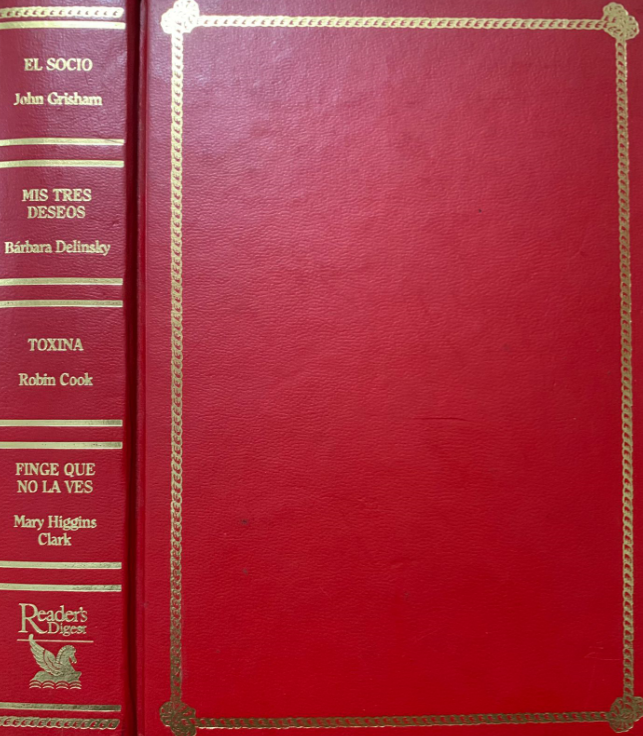 EL SOCIO
John Grisham
MIS TRES
DESEOS
Bárbara Delinsky
TOXINA
Robin Cook
FINGE QUE
NO LA VES
Mary Higgins
Clark
Reader's
Digest